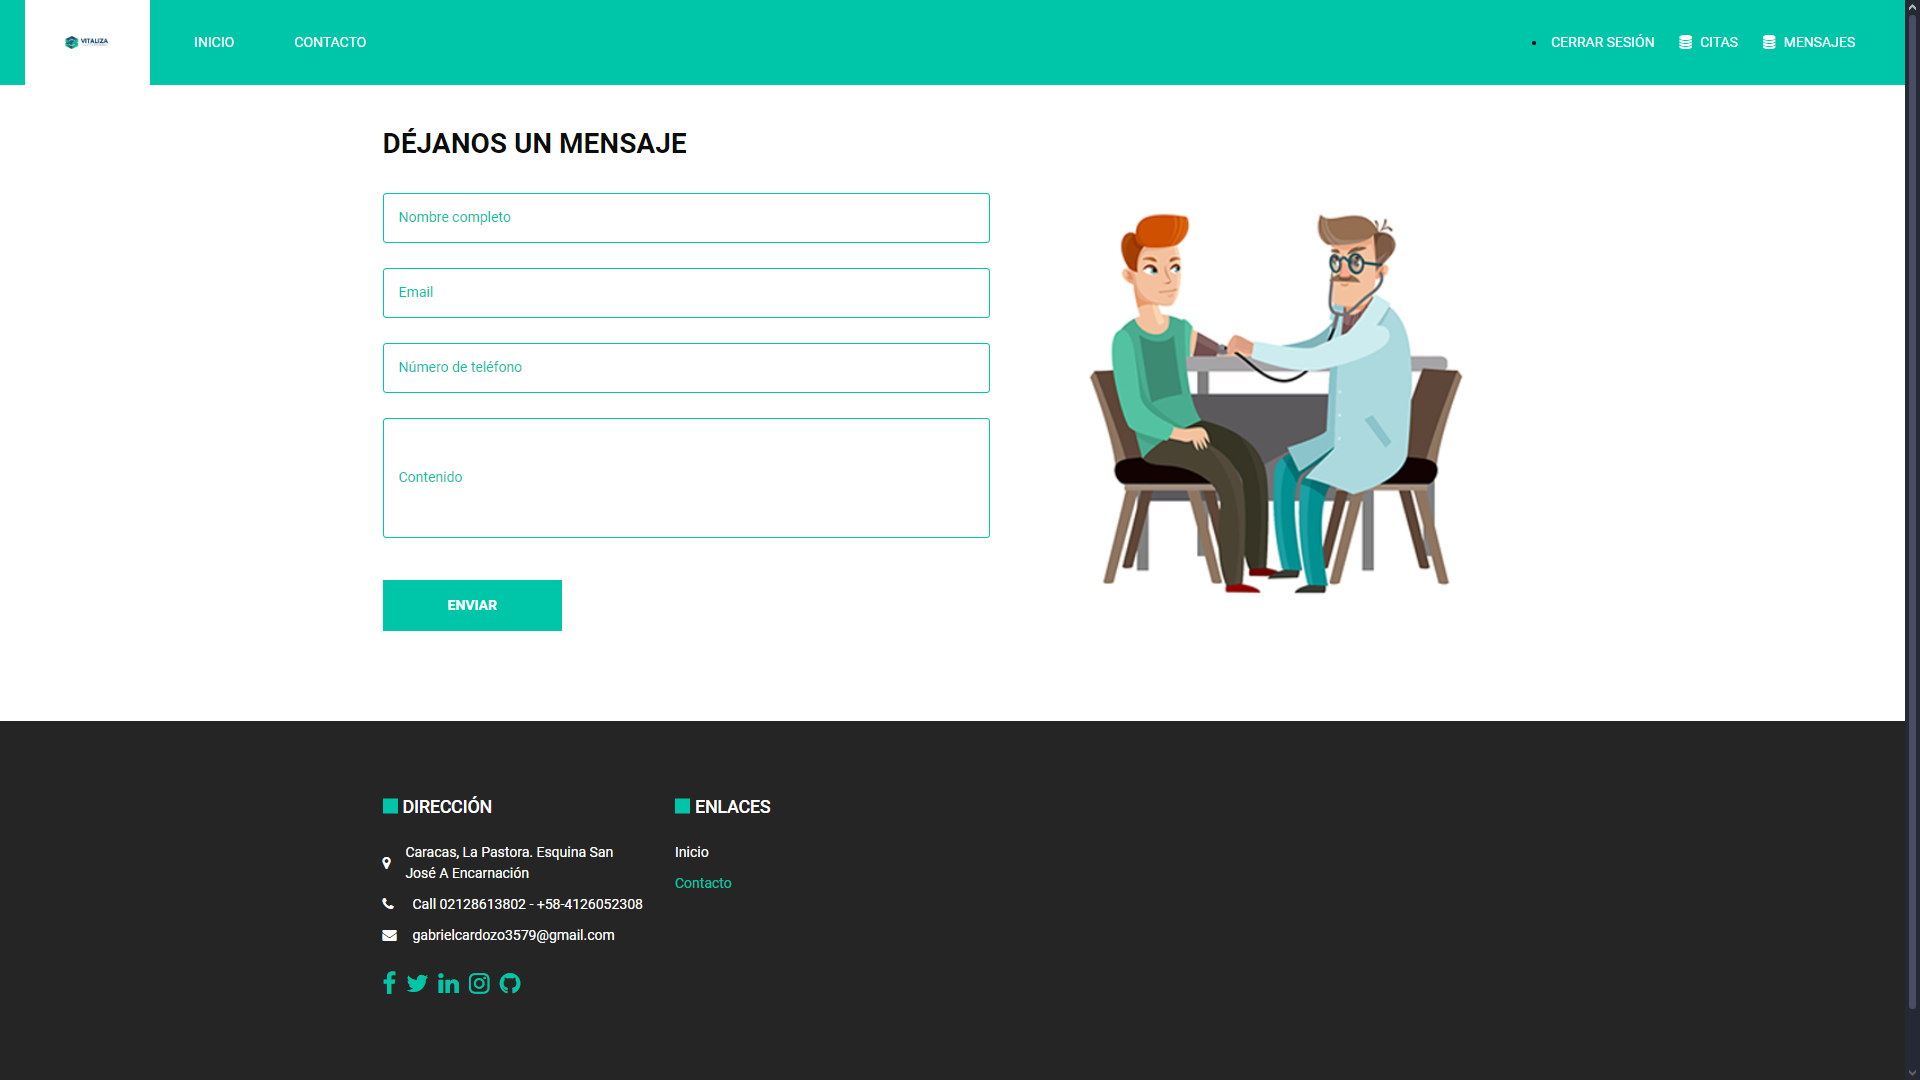 VITALIZA
INICIO
CONTACTO
CERRAR SESIÓN
CITAS
MENSAJES
DÉJANOS UN MENSAJE
Nombre completo
Email
Número de teléfono
Contenido
ENVIAR
DIRECCIÓN
Caracas, La Pastora. Esquina San
José A Encarnación
Call 02128613802 - +58-4126052308
gabrielcardozo3579@gmail.com
ENLACES
Inicio
Contacto